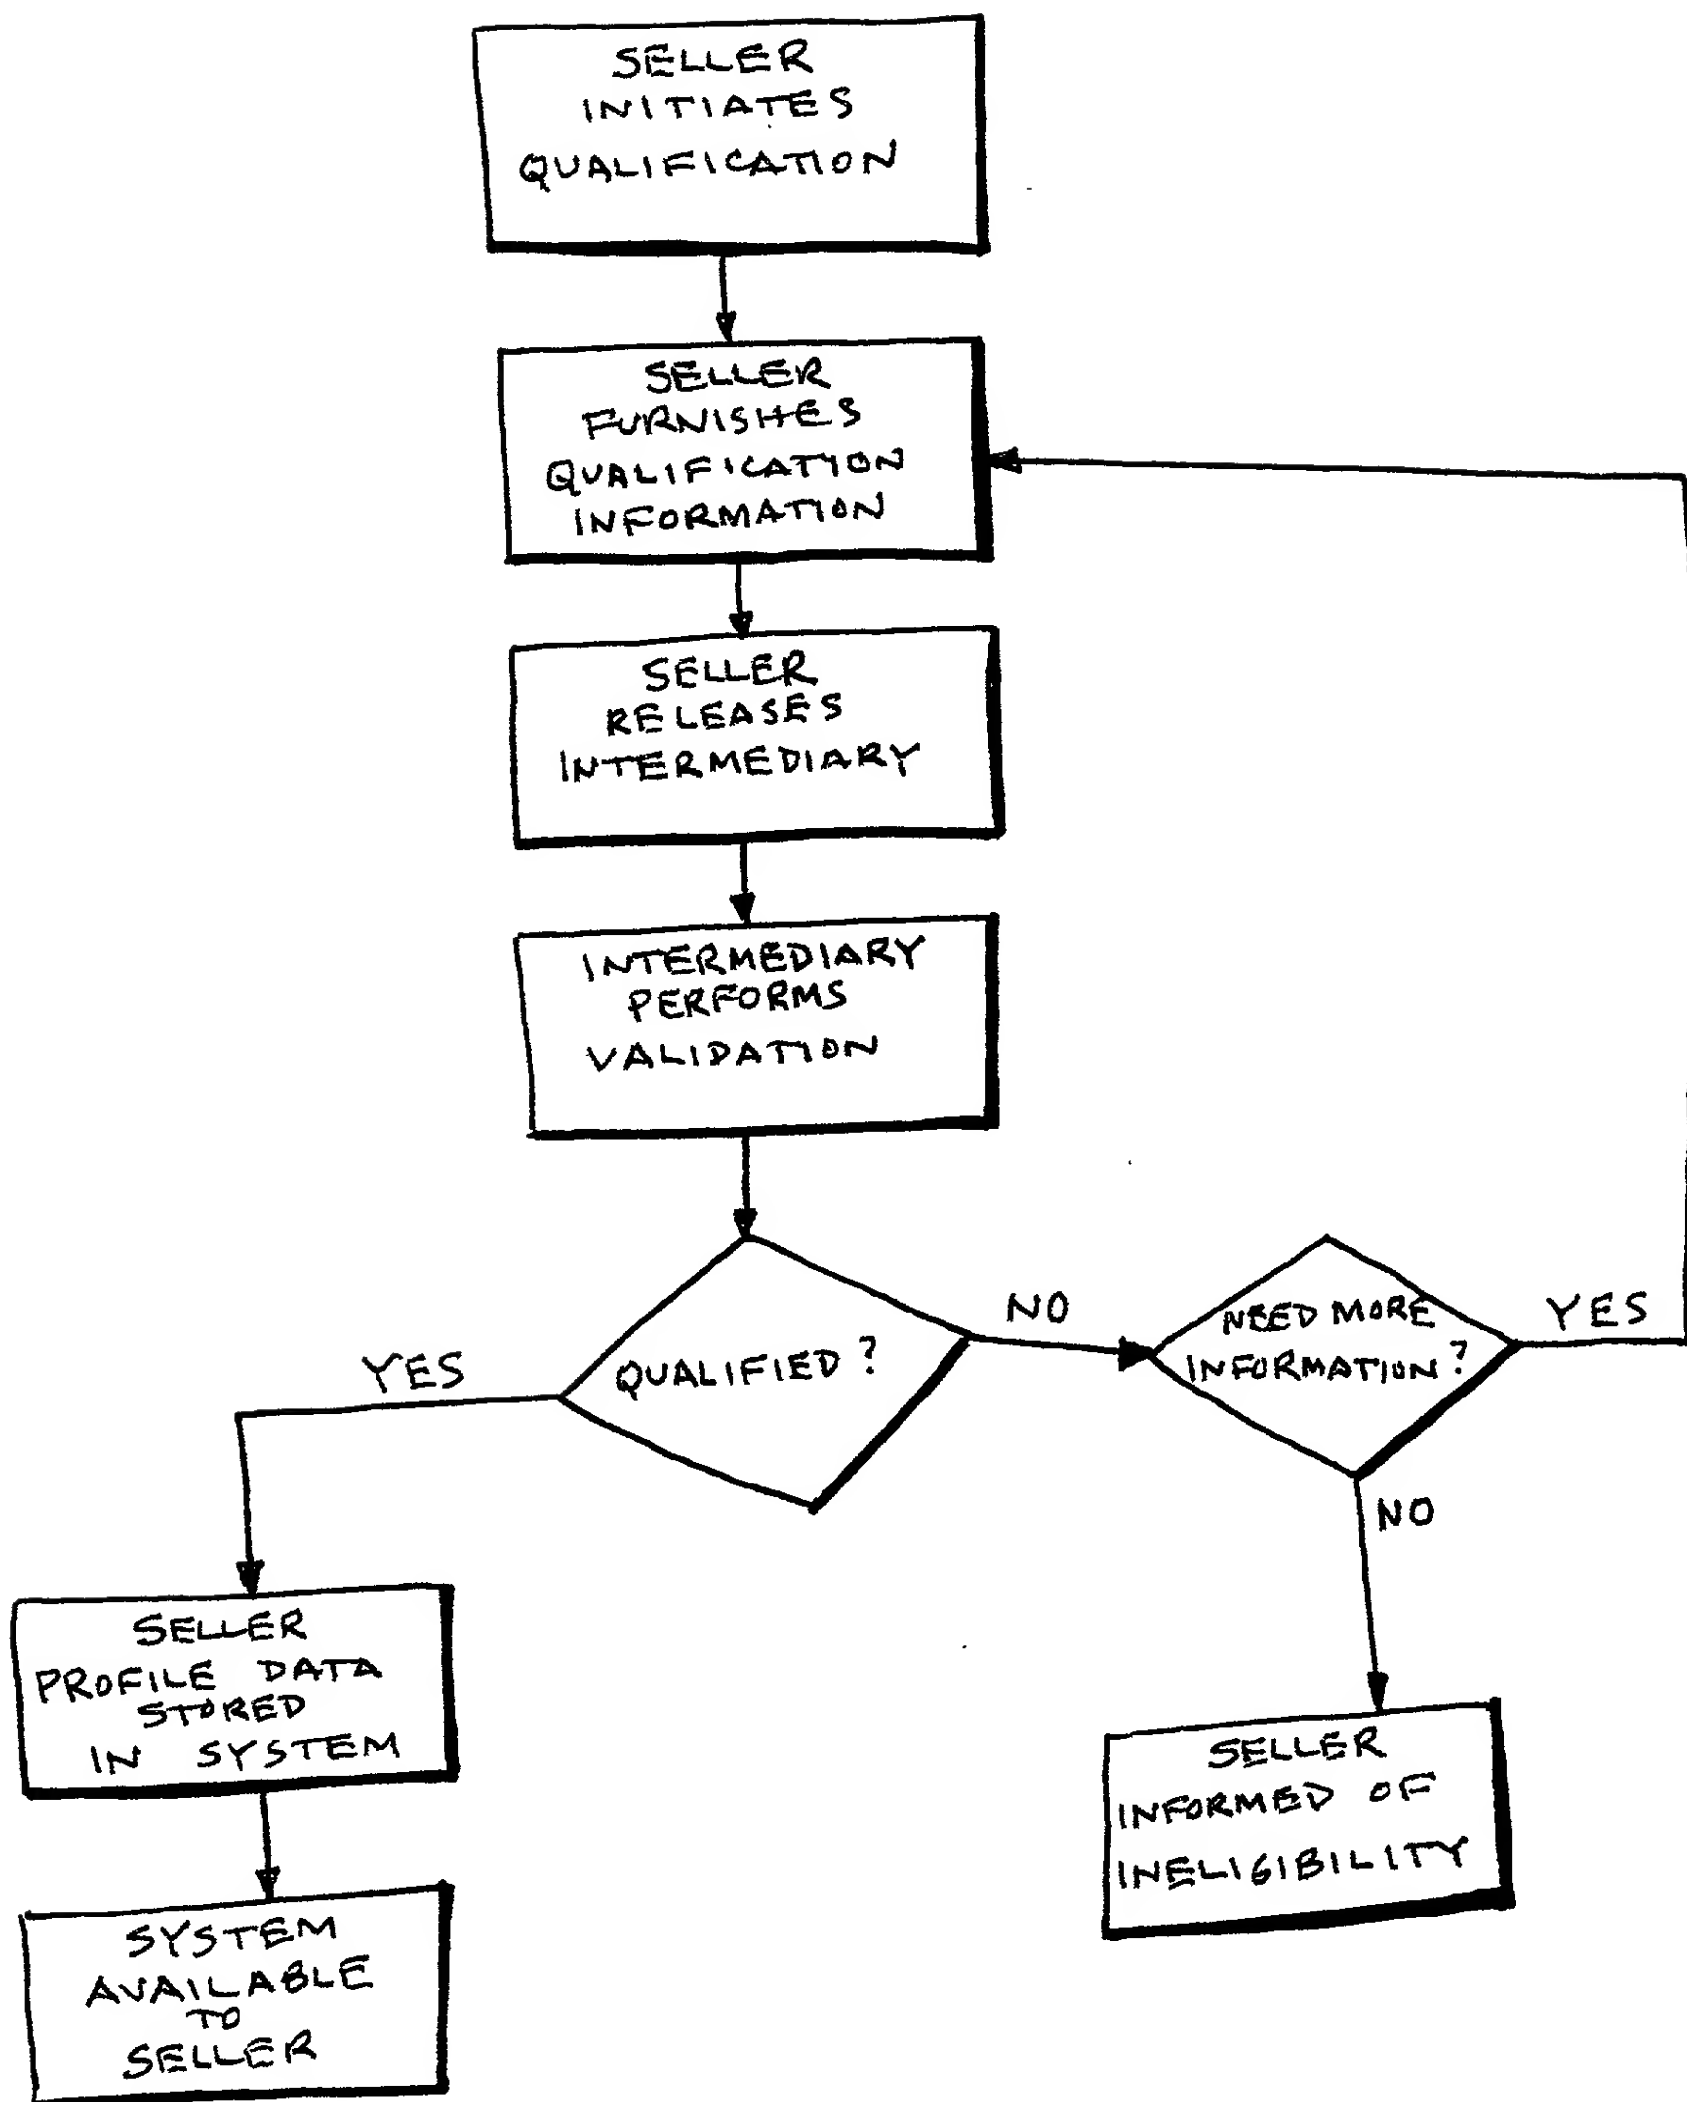 SELLER
INITIATES
QUALIFICATION
SELLER
FURNISHES
QUALIFICATION
INFORMATION
SELLER
RELEASES
INTERMEDIARY
INTERMEDIARY
PERFORMS
VALIDATION
QUALIFIED?
YES
NO
NEED MORE
INFORMATION?
YES
NO
SELLER
PROFILE DATA
STORED
IN SYSTEM
SYSTEM
AVAILABLE
TO
SELLER
SELLER
INFORMED OF
INELIGIBILITY